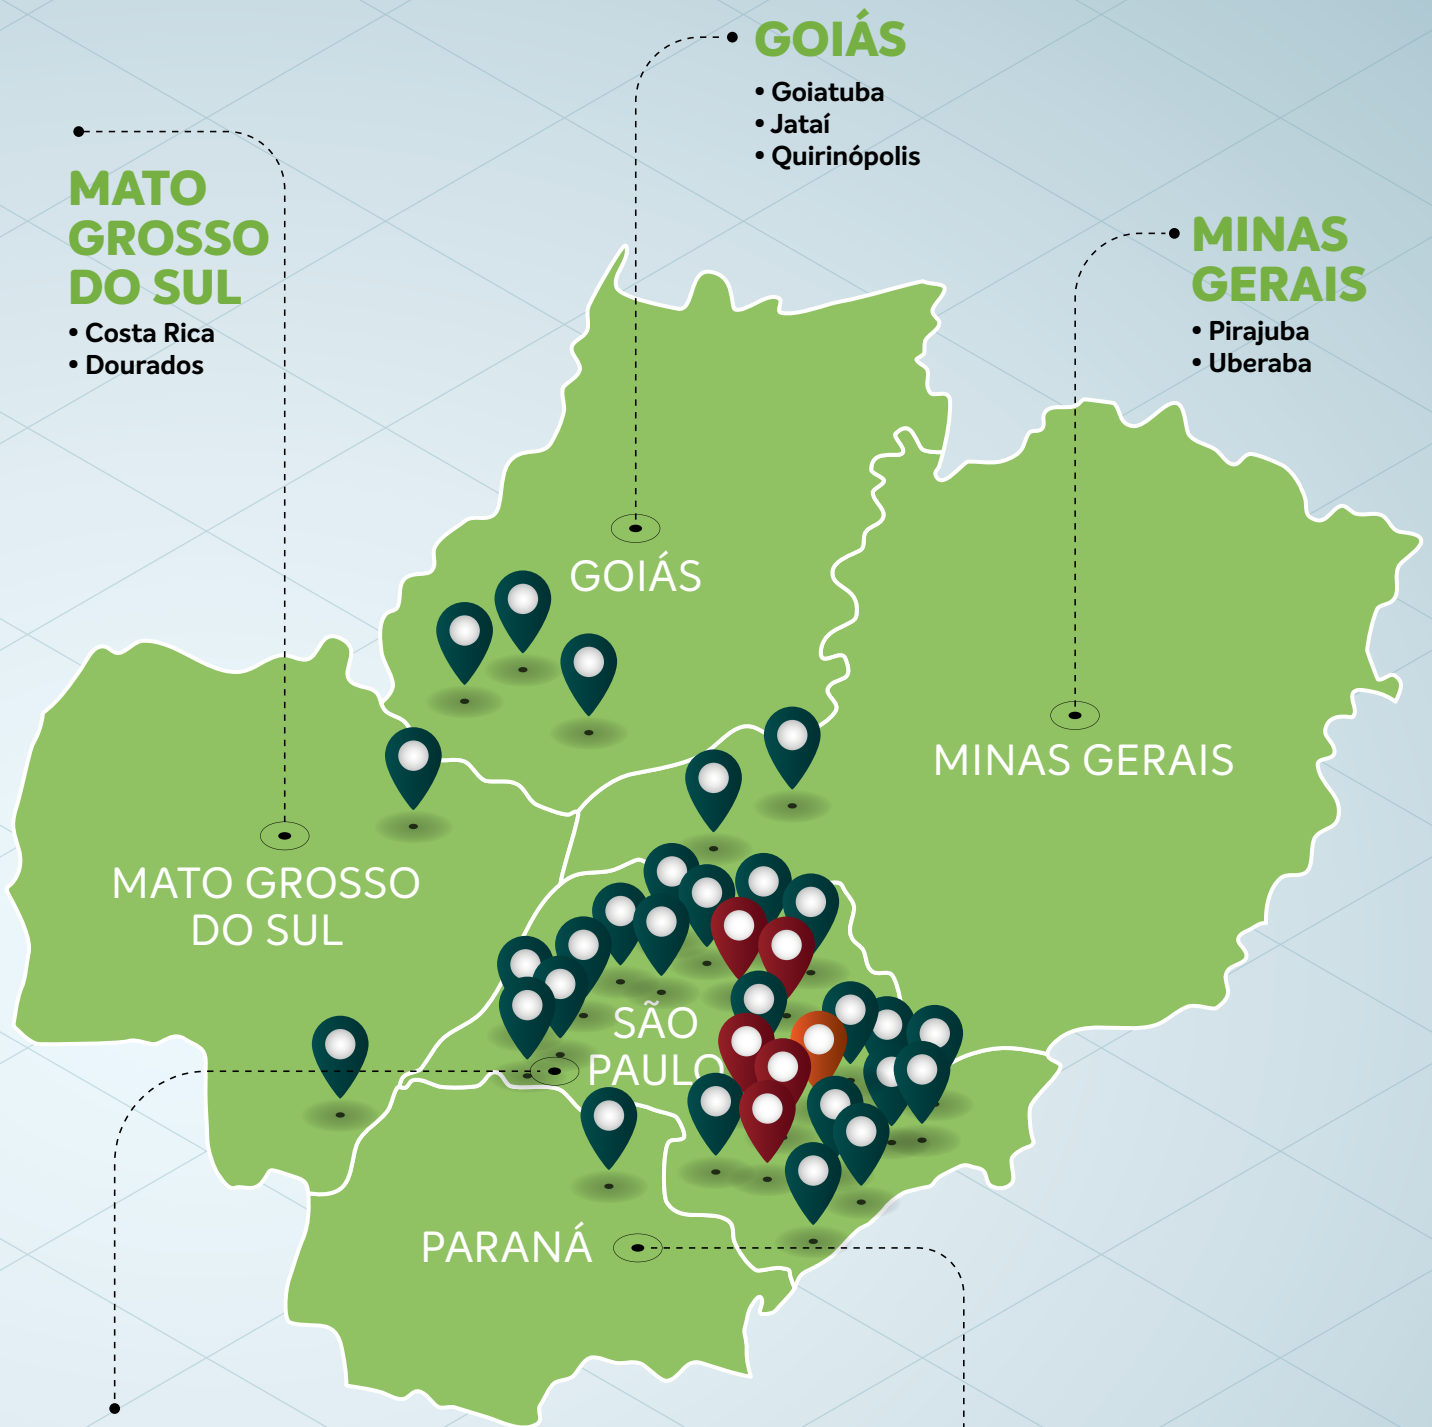 GOIÁS
• Goiatuba
• Jataí
• Quirinópolis
MATO
GROSSO
DO SUL
• Costa Rica
• Dourados
MINAS
GERAIS
• Pirajuba
• Uberaba
GOIÁS
MINAS GERAIS
MATO GROSSO
DO SUL
SÃO
PAULO
PARANÁ